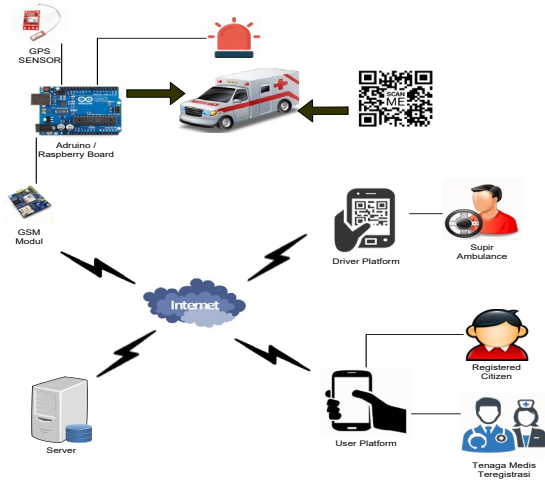 GPS
SENSOR
SCAN
ME
Adruino /
Raspberry Board
GSM
Modul
Driver Platform
Supir
Ambulance
Internet
Registered
Citizen
Server
User Platform
Tenaga Medis
Teregistrasi